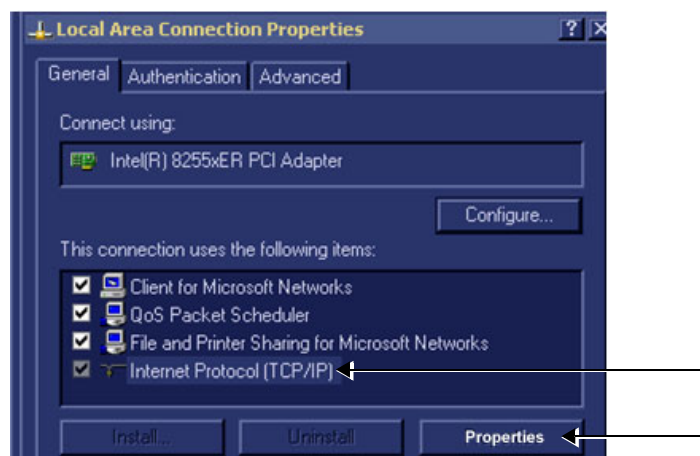 Local Area Connection Properties ? X
General Authentication Advanced
Connect using:
Intel(R) 8255xER PCI Adapter
Configure...
This connection uses the following items:
Client for Microsoft Networks
QoS Packet Scheduler
File and Printer Sharing for Microsoft Networks
Internet Protocol (TCP/IP)
Install... Uninstall Properties